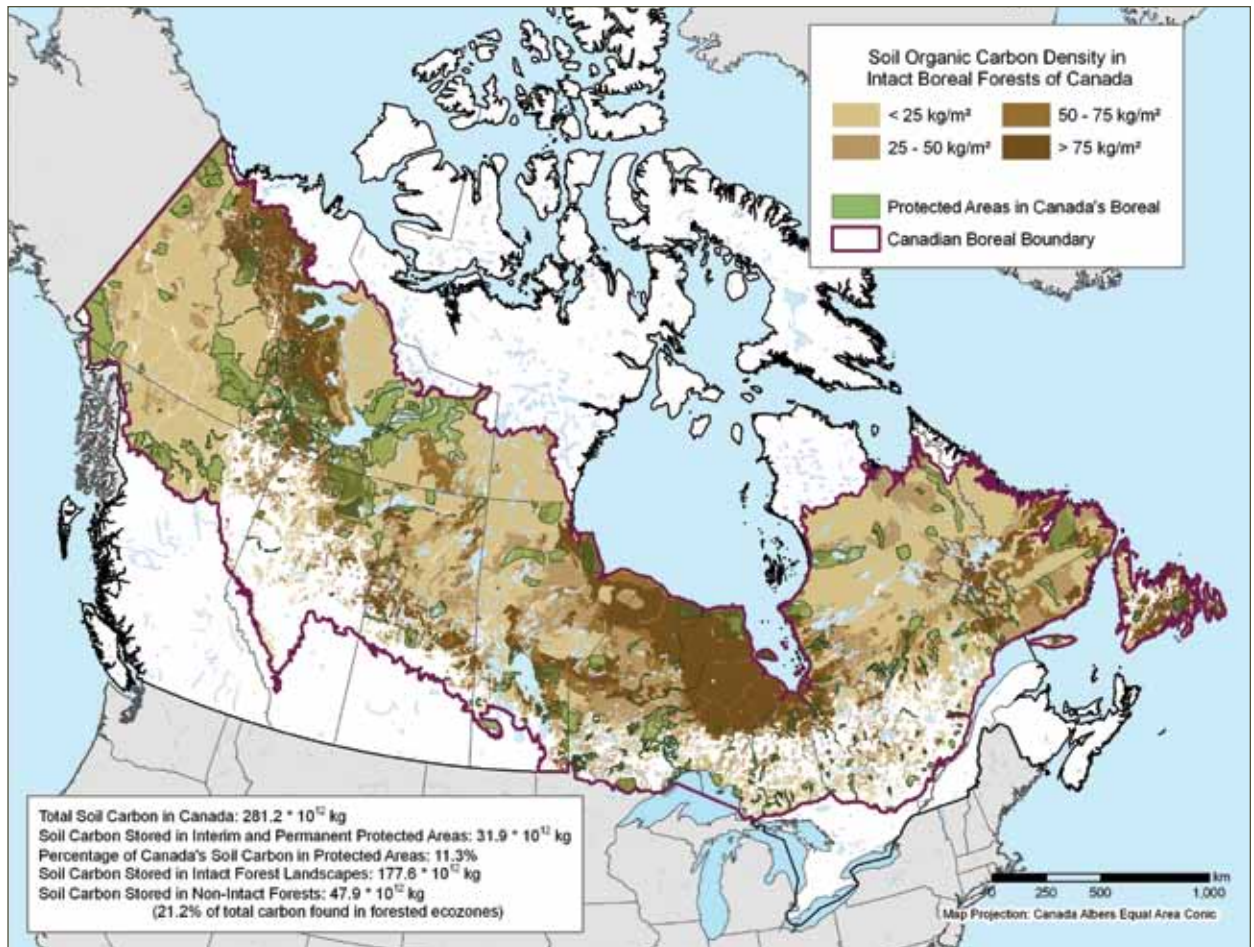 Soil Organic Carbon Density in
Intact Boreal Forests of Canada
< 25 kg/m²
50 - 75 kg/m²
25 - 50 kg/m²
> 75 kg/m²
Protected Areas in Canada's Boreal
Canadian Boreal Boundary
Total Soil Carbon in Canada: 281.2 * 10¹² kg
Soil Carbon Stored in Interim and Permanent Protected Areas: 31.9 * 10¹² kg
Percentage of Canada's Soil Carbon in Protected Areas: 11.3%
Soil Carbon Stored in Intact Forest Landscapes: 177.6 * 10¹² kg
Soil Carbon Stored in Non-Intact Forests: 47.9 * 10¹² kg
(21.2% of total carbon found in forested ecozones)
km
0 250 500 1,000
Map Projection: Canada Albers Equal Area Conic